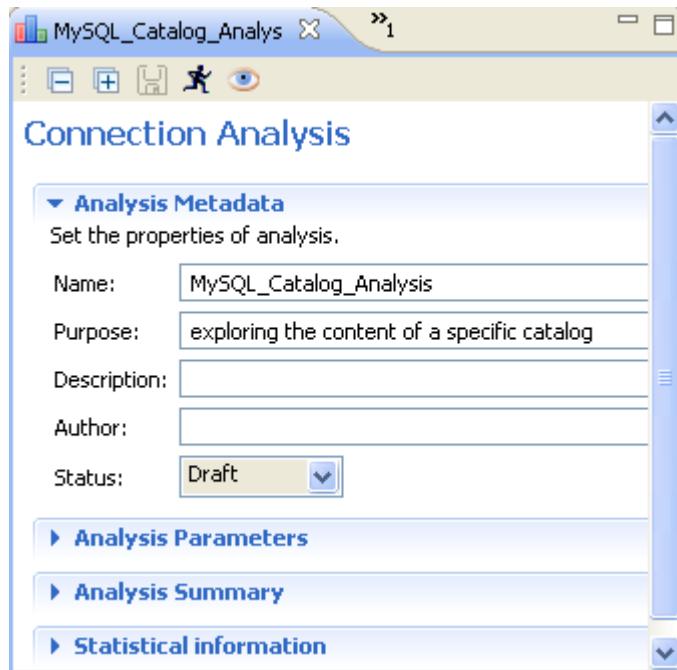 MySQL_Catalog_Analys
»1
Connection Analysis
Analysis Metadata
Set the properties of analysis.
Name: MySQL_Catalog_Analysis
Purpose: exploring the content of a specific catalog
Description:
Author:
Status: Draft
Analysis Parameters
Analysis Summary
Statistical information